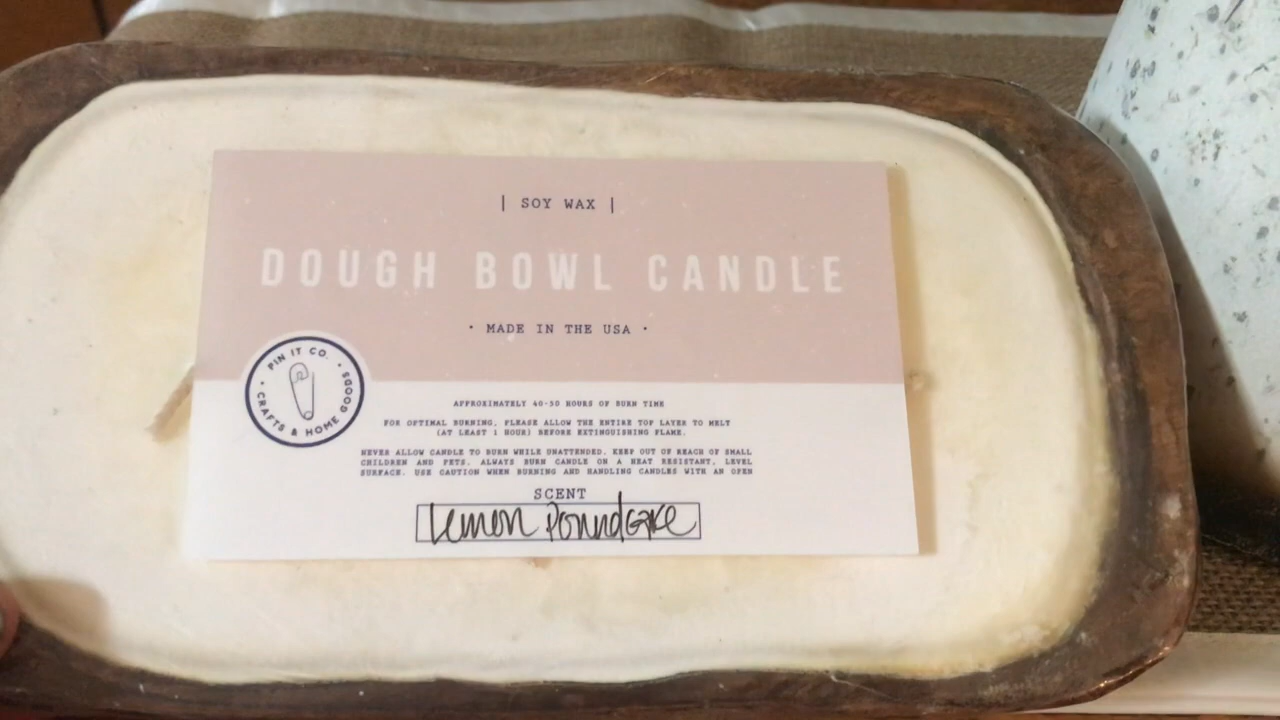 | SOY WAX |
DOUGH BOWL CANDLE
· MADE IN THE USA ·
PIN IT CO. · CRAFTS & HOME GOODS ·
APPROXIMATELY 40-50 HOURS OF BURN TIME
FOR OPTIMAL BURNING, PLEASE ALLOW THE ENTIRE TOP LAYER TO MELT
(AT LEAST 1 HOUR) BEFORE EXTINGUISHING FLAME.
NEVER ALLOW CANDLE TO BURN WHILE UNATTENDED. KEEP OUT OF REACH OF SMALL
CHILDREN AND PETS. ALWAYS BURN CANDLE ON A HEAT RESISTANT, LEVEL
SURFACE. USE CAUTION WHEN BURNING AND HANDLING CANDLES WITH AN OPEN
SCENT
Lemon Poundcake